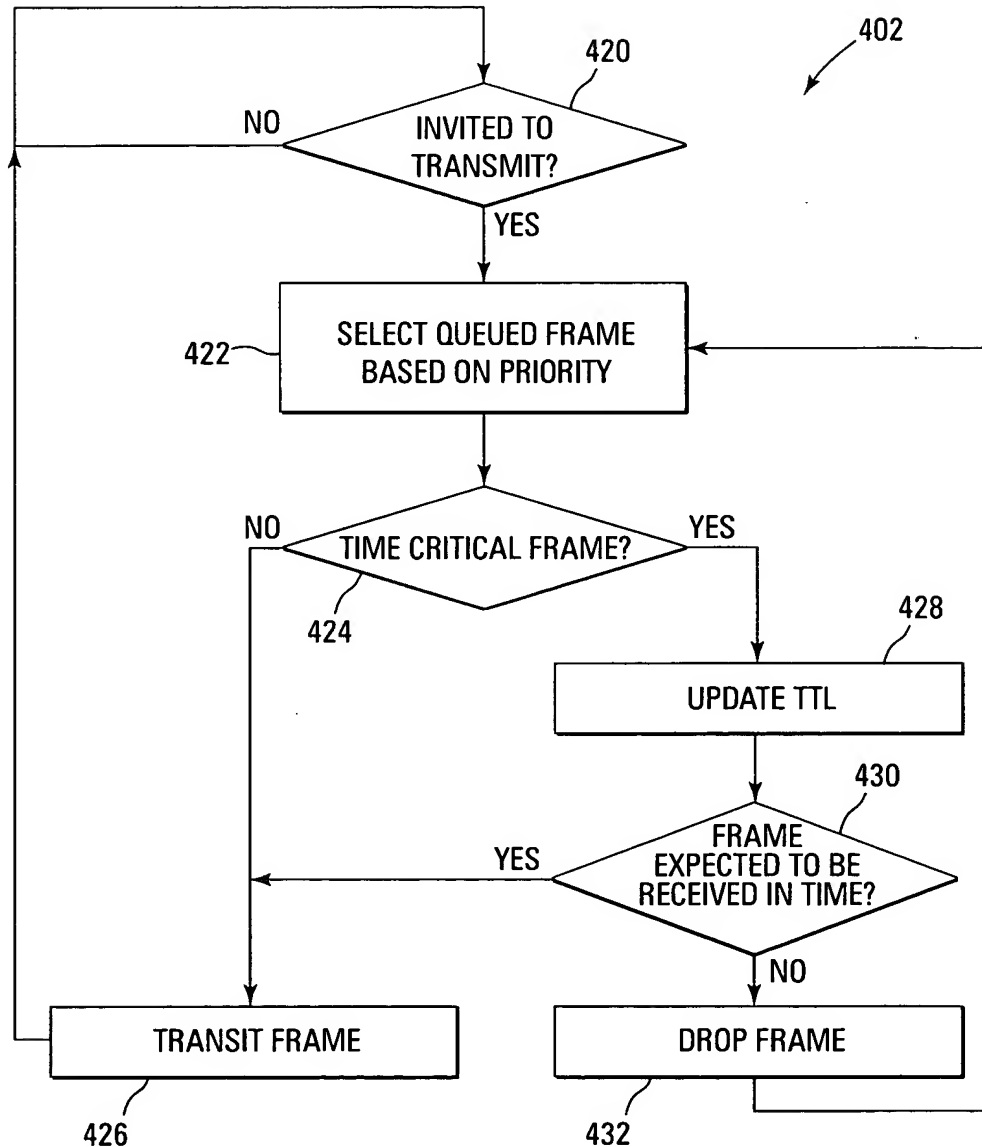 402
420
NO
INVITED TO
TRANSMIT?
YES
SELECT QUEUED FRAME
BASED ON PRIORITY
422
NO
YES
TIME CRITICAL FRAME?
424
428
UPDATE TTL
430
FRAME
EXPECTED TO BE
RECEIVED IN TIME?
YES
NO
TRANSIT FRAME
DROP FRAME
426
432